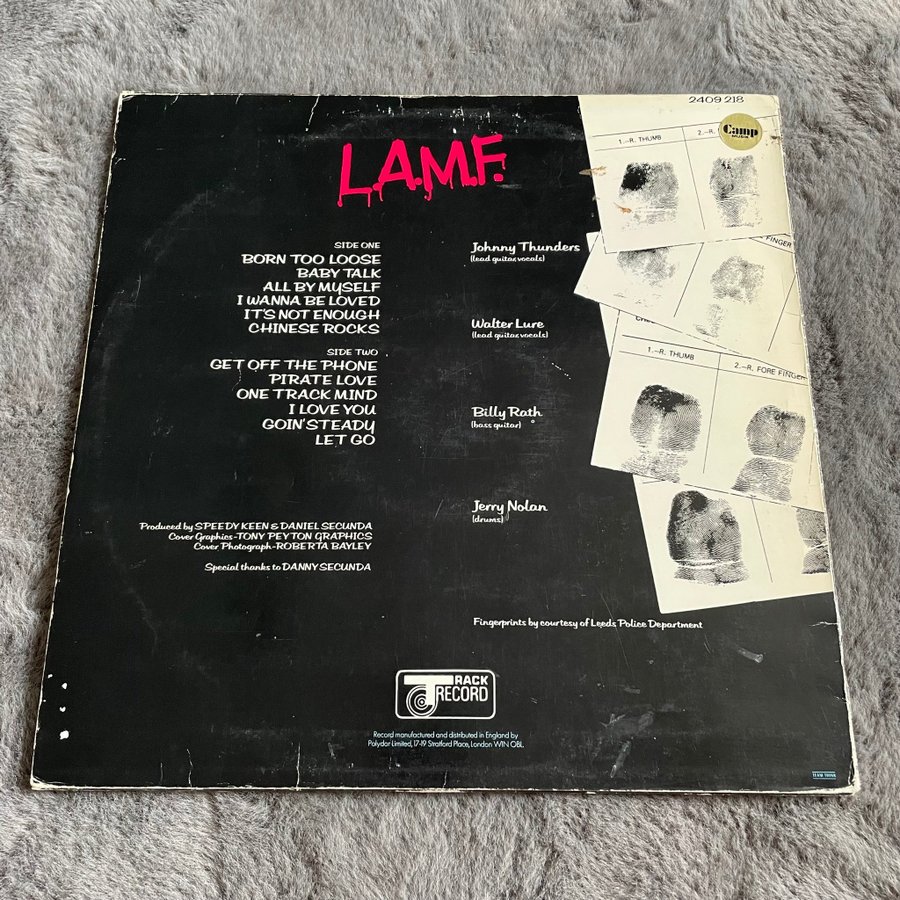 2409 218
Camp
MUSIK
1.-R. THUMB
2.-R.
L.A.M.F.
SIDE ONE
BORN TOO LOOSE
BABY TALK
ALL BY MYSELF
I WANNA BE LOVED
IT'S NOT ENOUGH
CHINESE ROCKS
SIDE TWO
GET OFF THE PHONE
PIRATE LOVE
ONE TRACK MIND
I LOVE YOU
GOIN' STEADY
LET GO
Produced by SPEEDY KEEN & DANIEL SECUNDA
Cover Graphics-TONY PEYTON GRAPHICS
Cover Photograph-ROBERTA BAYLEY
Special thanks to DANNY SECUNDA
Johnny Thunders
(lead guitar, vocals)
Walter Lure
(lead guitar, vocals)
Billy Rath
(bass guitar)
Jerry Nolan
(drums)
FINGER
1.-R. THUMB
2.-R. FORE FINGER
Fingerprints by courtesy of Leeds Police Department
TRACK
RECORD
Record manufactured and distributed in England by
Polydor Limited, 17-19 Stratford Place, London W1N 0BL.